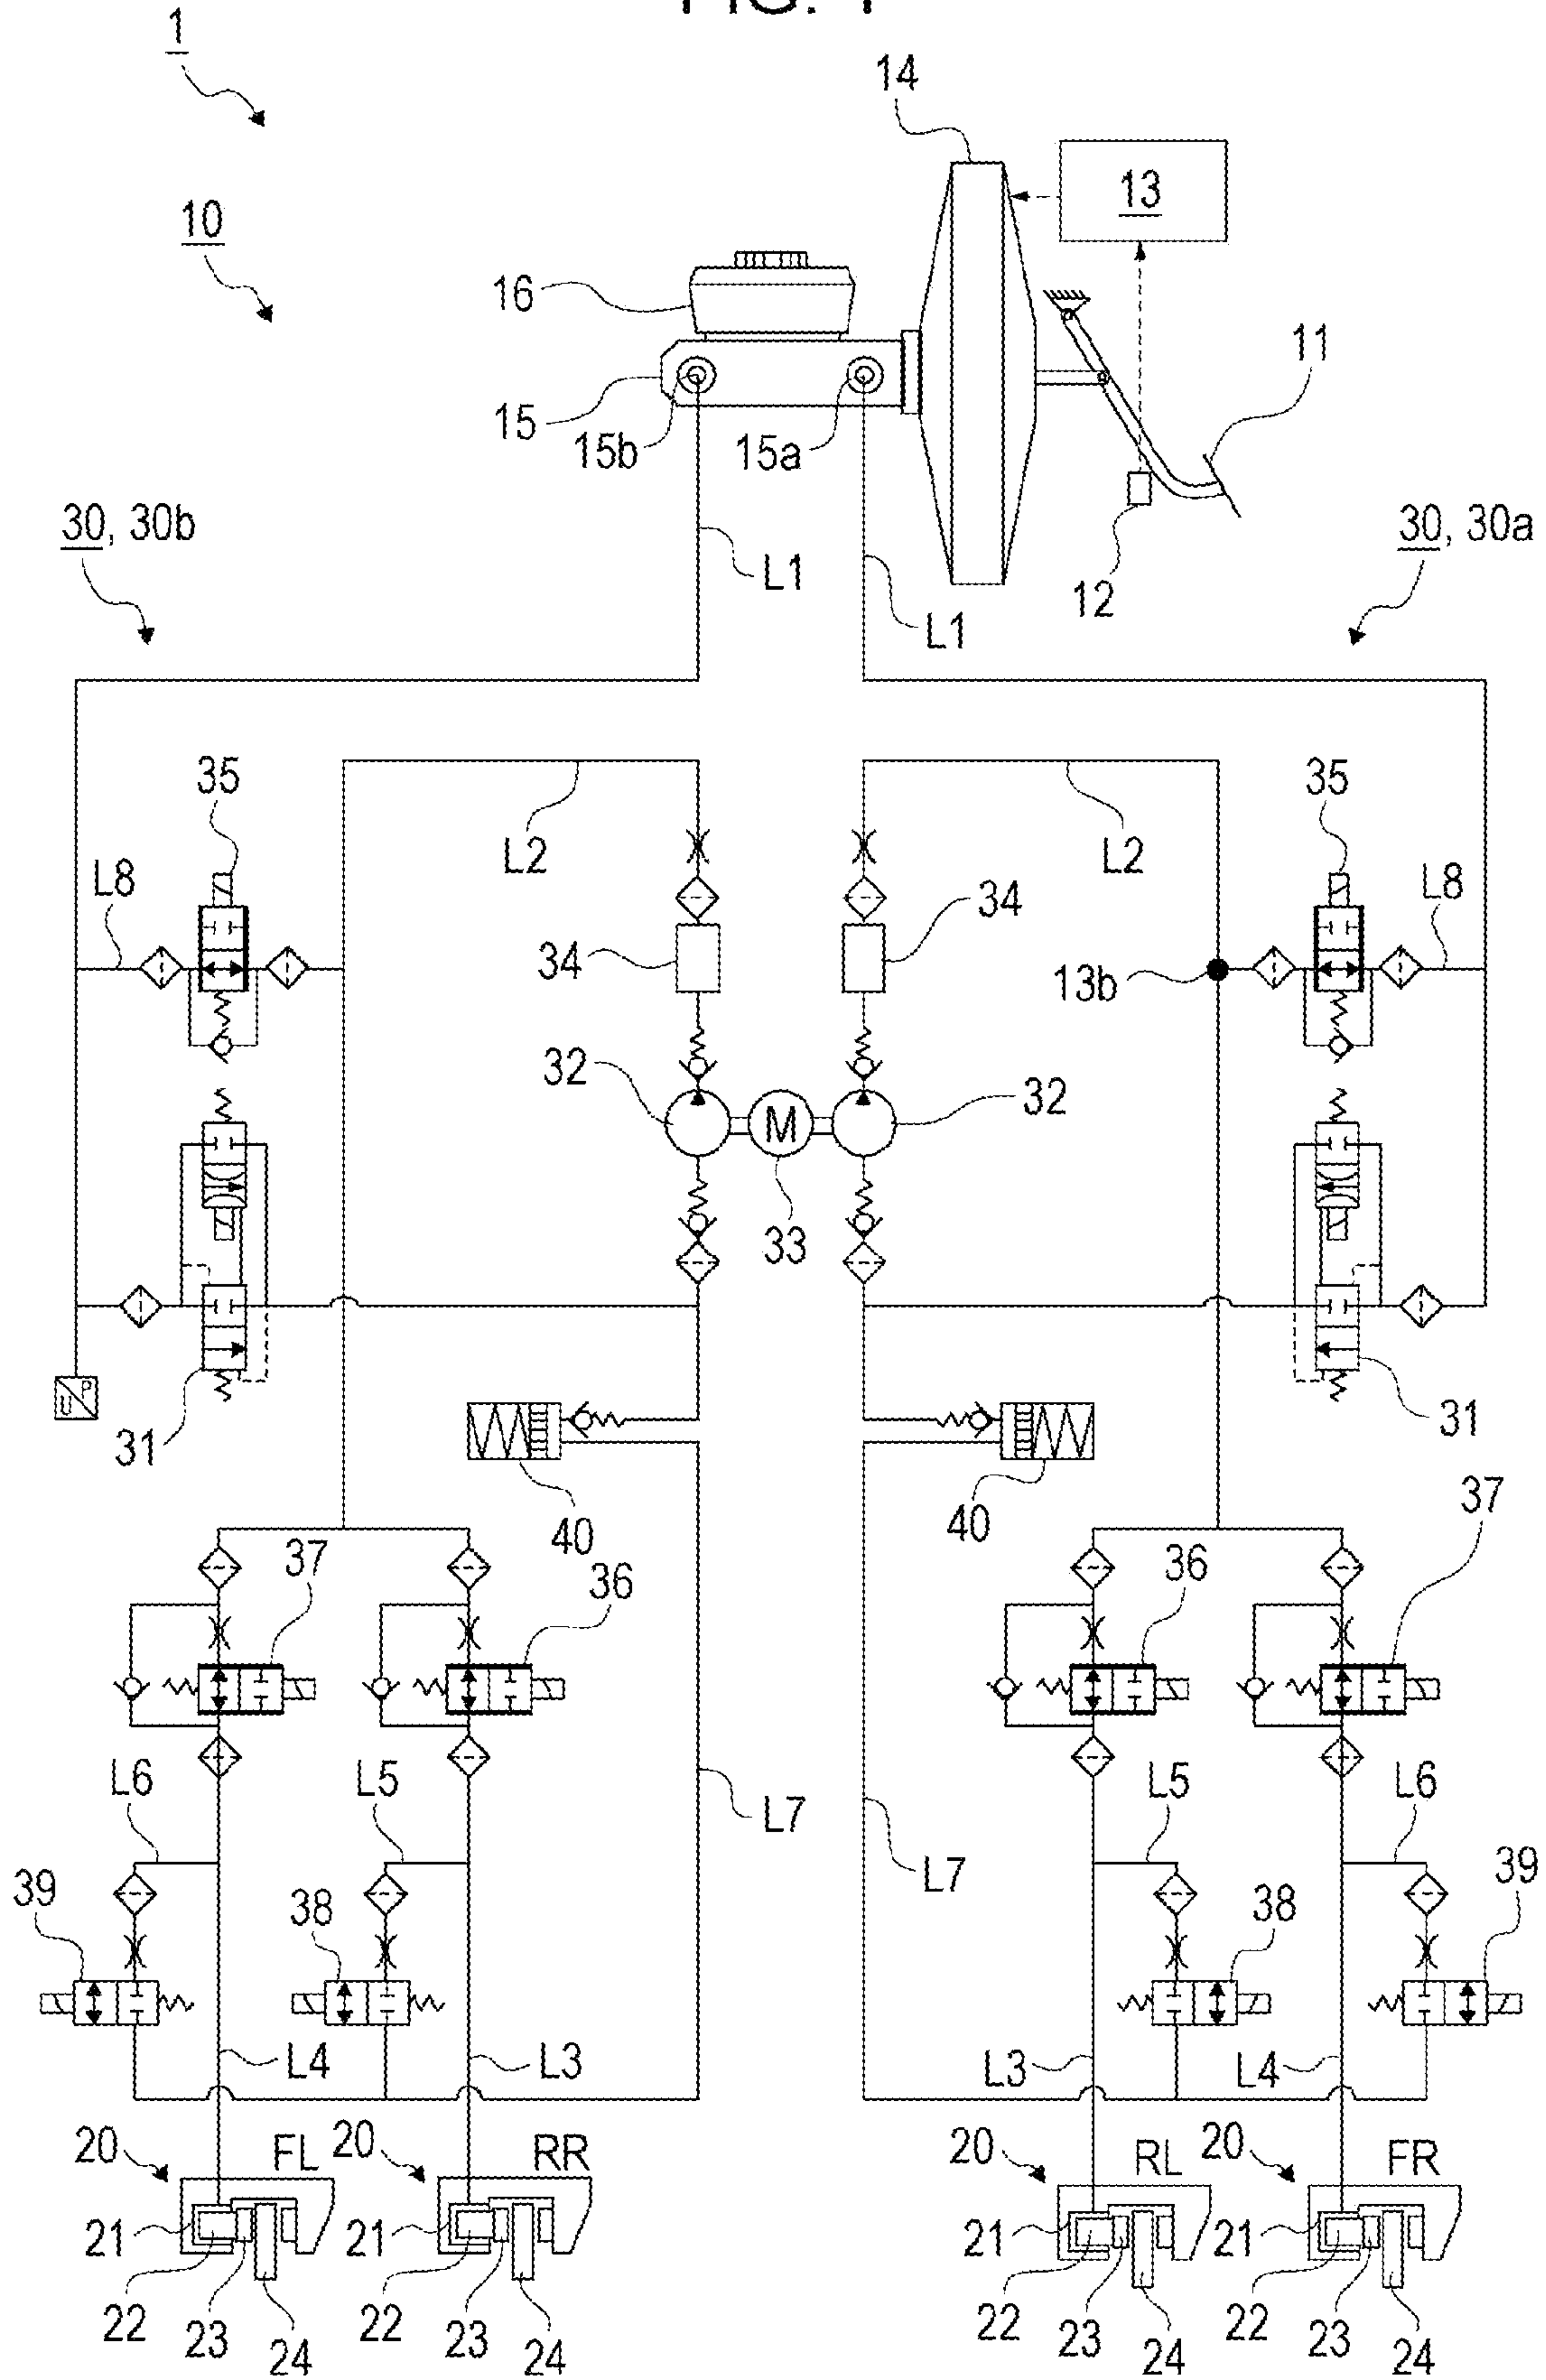 FIG. 1
1
14
13
10
16
11
15
15b
15a
12
30, 30b
30, 30a
L1
L1
35
35
L2
L2
L8
L8
34
34
13b
32
32
M
33
U P
31
31
40
40
37
36
36
37
L6
L5
L5
L6
L7
L7
39
38
38
39
L4
L3
L3
L4
20
FL
20
RR
20
RL
20
FR
21
21
21
21
22
23
24
22
23
24
22
23
24
22
23
24